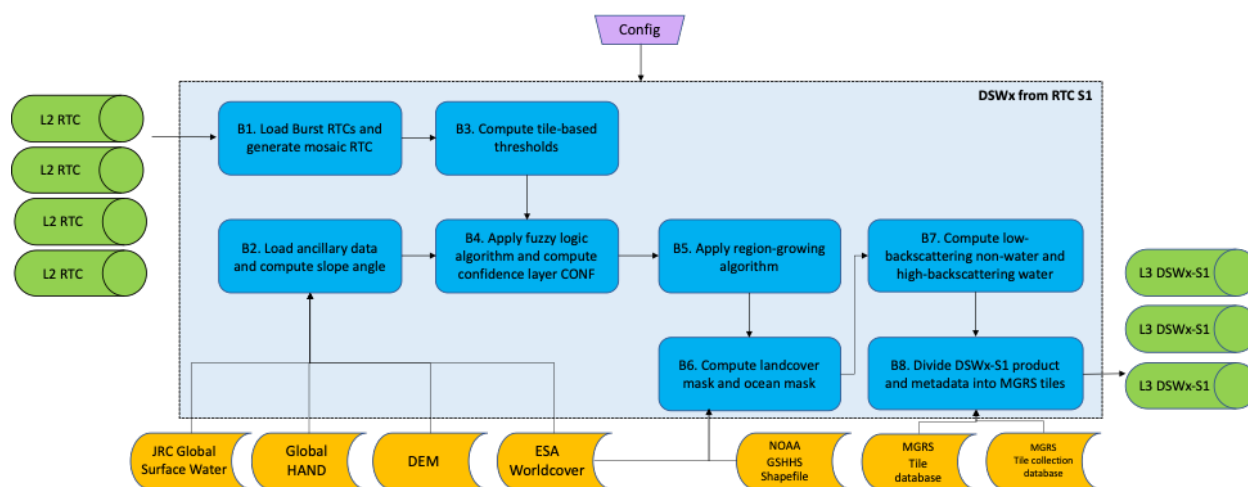 Config
DSWx from RTC S1
L2 RTC
L2 RTC
L2 RTC
L2 RTC
B1. Load Burst RTCs and
generate mosaic RTC
B3. Compute tile-based
thresholds
B2. Load ancillary data
and compute slope angle
B4. Apply fuzzy logic
algorithm and compute
confidence layer CONF
B5. Apply region-growing
algorithm
B7. Compute low-
backscattering non-water and
high-backscattering water
B6. Compute landcover
mask and ocean mask
B8. Divide DSWx-S1 product
and metadata into MGRS tiles
L3 DSWx-S1
L3 DSWx-S1
L3 DSWx-S1
JRC Global
Surface Water
Global
HAND
DEM
ESA
Worldcover
NOAA
GSHHS
Shapefile
MGRS
Tile
database
MGRS
Tile collection
database